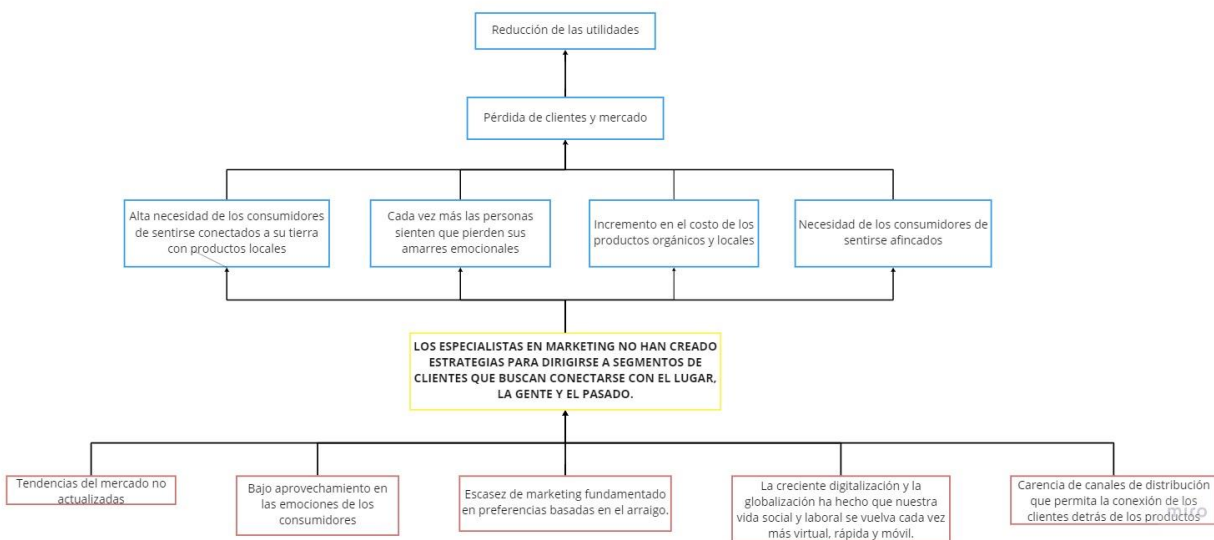 Reducción de las utilidades
Pérdida de clientes y mercado
Alta necesidad de los consumidores
de sentirse conectados a su tierra
con productos locales
Cada vez más las personas
sienten que pierden sus
amarres emocionales
Incremento en el costo de los
productos orgánicos y locales
Necesidad de los consumidores de
sentirse afincados
LOS ESPECIALISTAS EN MARKETING NO HAN CREADO
ESTRATEGIAS PARA DIRIGIRSE A SEGMENTOS DE
CLIENTES QUE BUSCAN CONECTARSE CON EL LUGAR,
LA GENTE Y EL PASADO.
Tendencias del mercado no
actualizadas
Bajo aprovechamiento en
las emociones de los
consumidores
Escasez de marketing fundamentado
en preferencias basadas en el arraigo.
La creciente digitalización y la
globalización ha hecho que nuestra
vida social y laboral se vuelva cada vez
más virtual, rápida y móvil.
Carencia de canales de distribución
que permita la conexión de los
clientes detrás de los productos
miro